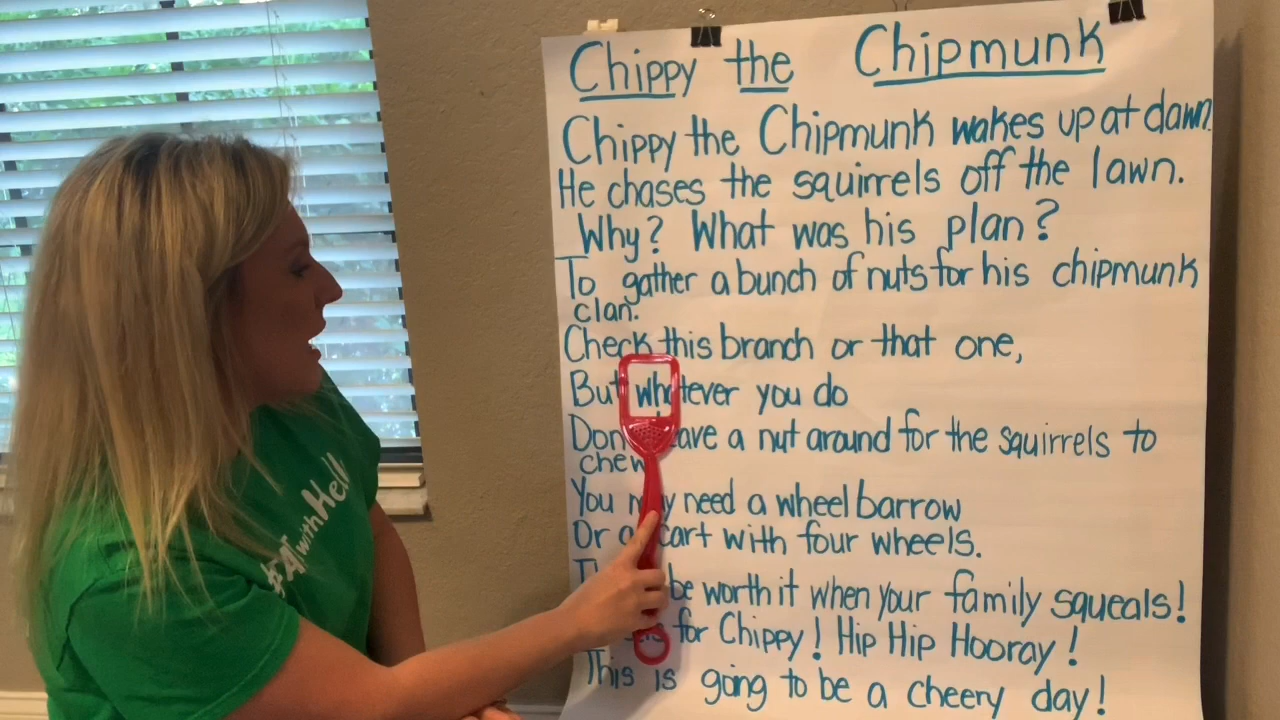 Chippy the Chipmunk
Chippy the Chipmunk wakes up at dawn.
He chases the squirrels off the lawn.
Why? What was his plan?
To gather a bunch of nuts for his chipmunk
clan.
Check this branch or that one,
But whatever you do
Don't leave a nut around for the squirrels to
chew
You may need a wheel barrow
Or a cart with four wheels.
be worth it when your family squeals!
for Chippy! Hip Hip Hooray!
This is going to be a cheery day!
with Hell